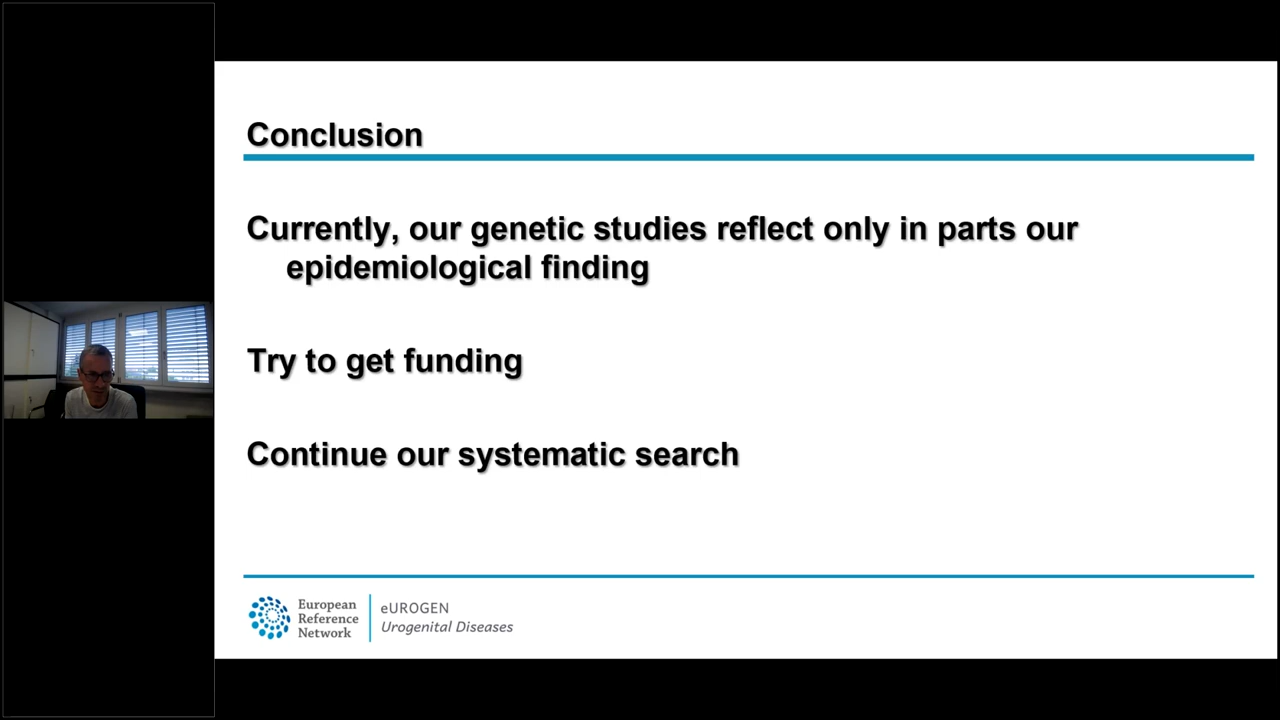 Conclusion
Currently, our genetic studies reflect only in parts our
epidemiological finding
Try to get funding
Continue our systematic search
European
Reference
Network
eUROGEN
Urogenital Diseases